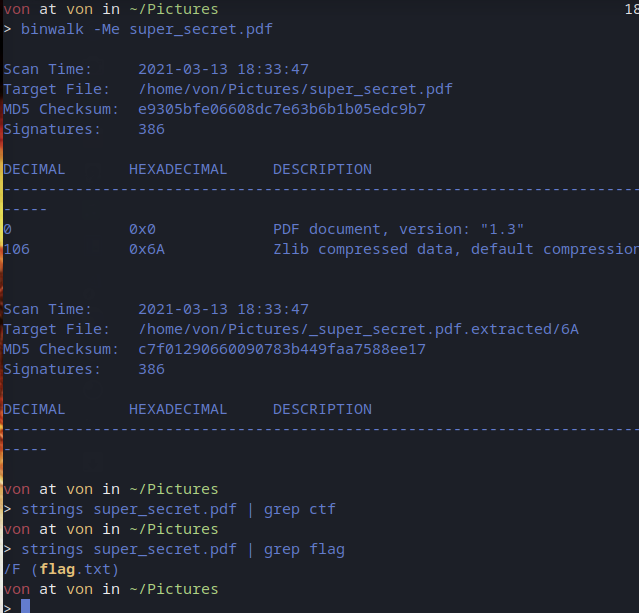 von at von in ~/Pictures 18
> binwalk -Me super_secret.pdf
Scan Time: 2021-03-13 18:33:47
Target File: /home/von/Pictures/super_secret.pdf
MD5 Checksum: e9305bfe06608dc7e63b6b1b05edc9b7
Signatures: 386
DECIMAL HEXADECIMAL DESCRIPTION
--------------------------------------------------------------------------------
-----
0 0x0 PDF document, version: "1.3"
106 0x6A Zlib compressed data, default compression
Scan Time: 2021-03-13 18:33:47
Target File: /home/von/Pictures/_super_secret.pdf.extracted/6A
MD5 Checksum: c7f01290660090783b449faa7588ee17
Signatures: 386
DECIMAL HEXADECIMAL DESCRIPTION
--------------------------------------------------------------------------------
-----
von at von in ~/Pictures
> strings super_secret.pdf | grep ctf
von at von in ~/Pictures
> strings super_secret.pdf | grep flag
/F (flag.txt)
von at von in ~/Pictures
>